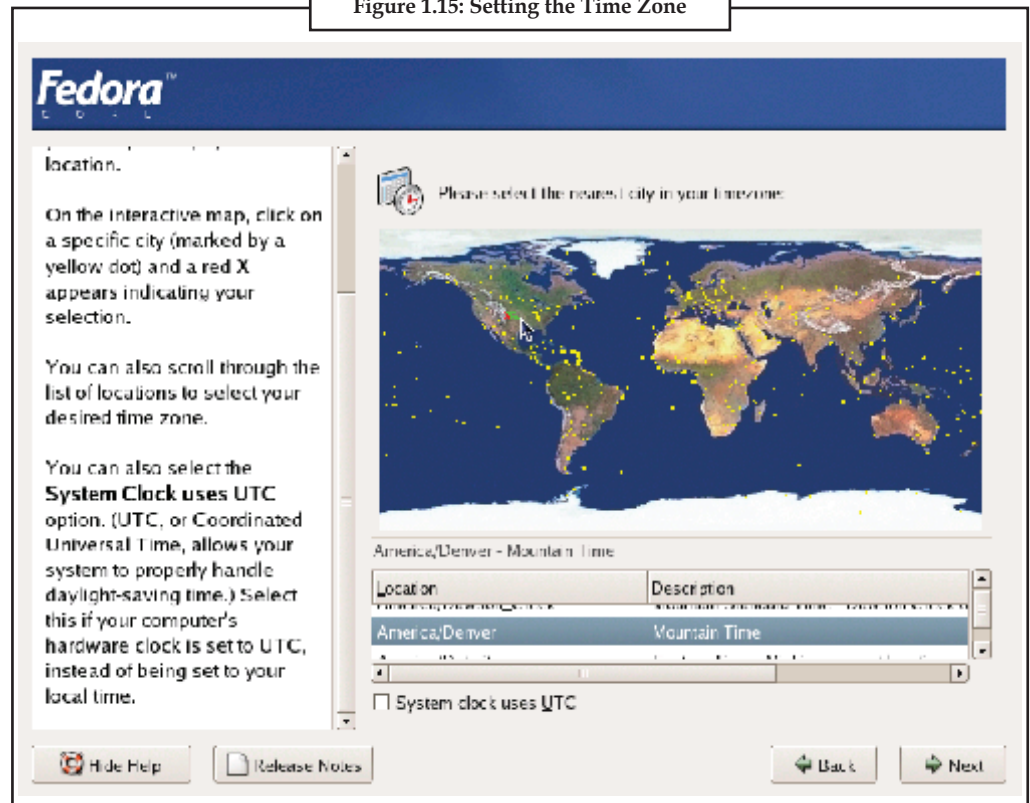 Figure 1.15: Setting the Time Zone
Fedora™
location.
On the interactive map, click on
a specific city (marked by a
yellow dot) and a red X
appears indicating your
selection.
You can also scroll through the
list of locations to select your
desired time zone.
You can also select the
System Clock uses UTC
option. (UTC, or Coordinated
Universal Time, allows your
system to properly handle
daylight-saving time.) Select
this if your computer's
hardware clock is set to UTC,
instead of being set to your
local time.
Please select the nearest city in your timezone:
America/Denver - Mountain Time
Location Description
America/Denver Mountain Time
System clock uses UTC
Hide Help Release Notes Back Next